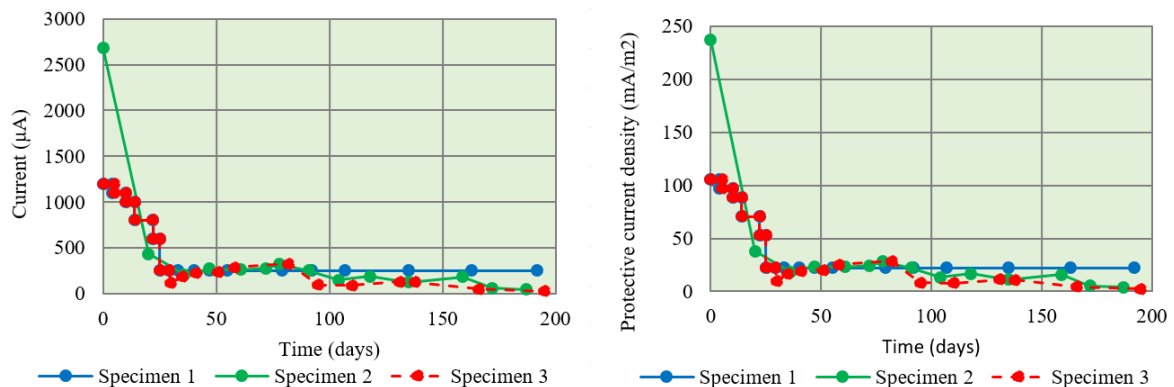 3000
2500
2000
1500
1000
500
0
Current (µA)
0 50 100 150 200
Time (days)
Specimen 1 Specimen 2 Specimen 3
250
200
150
100
50
0
Protective current density (mA/m2)
0 50 100 150 200
Time (days)
Specimen 1 Specimen 2 Specimen 3